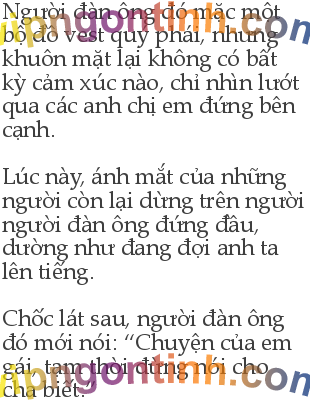 Người đàn ông đó mặc một
bộ đồ vest quý phái, nhưng
khuôn mặt lại không có bất
kỳ cảm xúc nào, chỉ nhìn lướt
qua các anh chị em đứng bên
cạnh.
Lúc này, ánh mắt của những
người còn lại dừng trên người
người đàn ông đứng đầu,
dường như đang đợi anh ta
lên tiếng.
Chốc lát sau, người đàn ông
đó mới nói: “Chuyện của em
gái, tạm thời đừng nói cho
cha biết.”
napngontinh.com
napngontinh.com